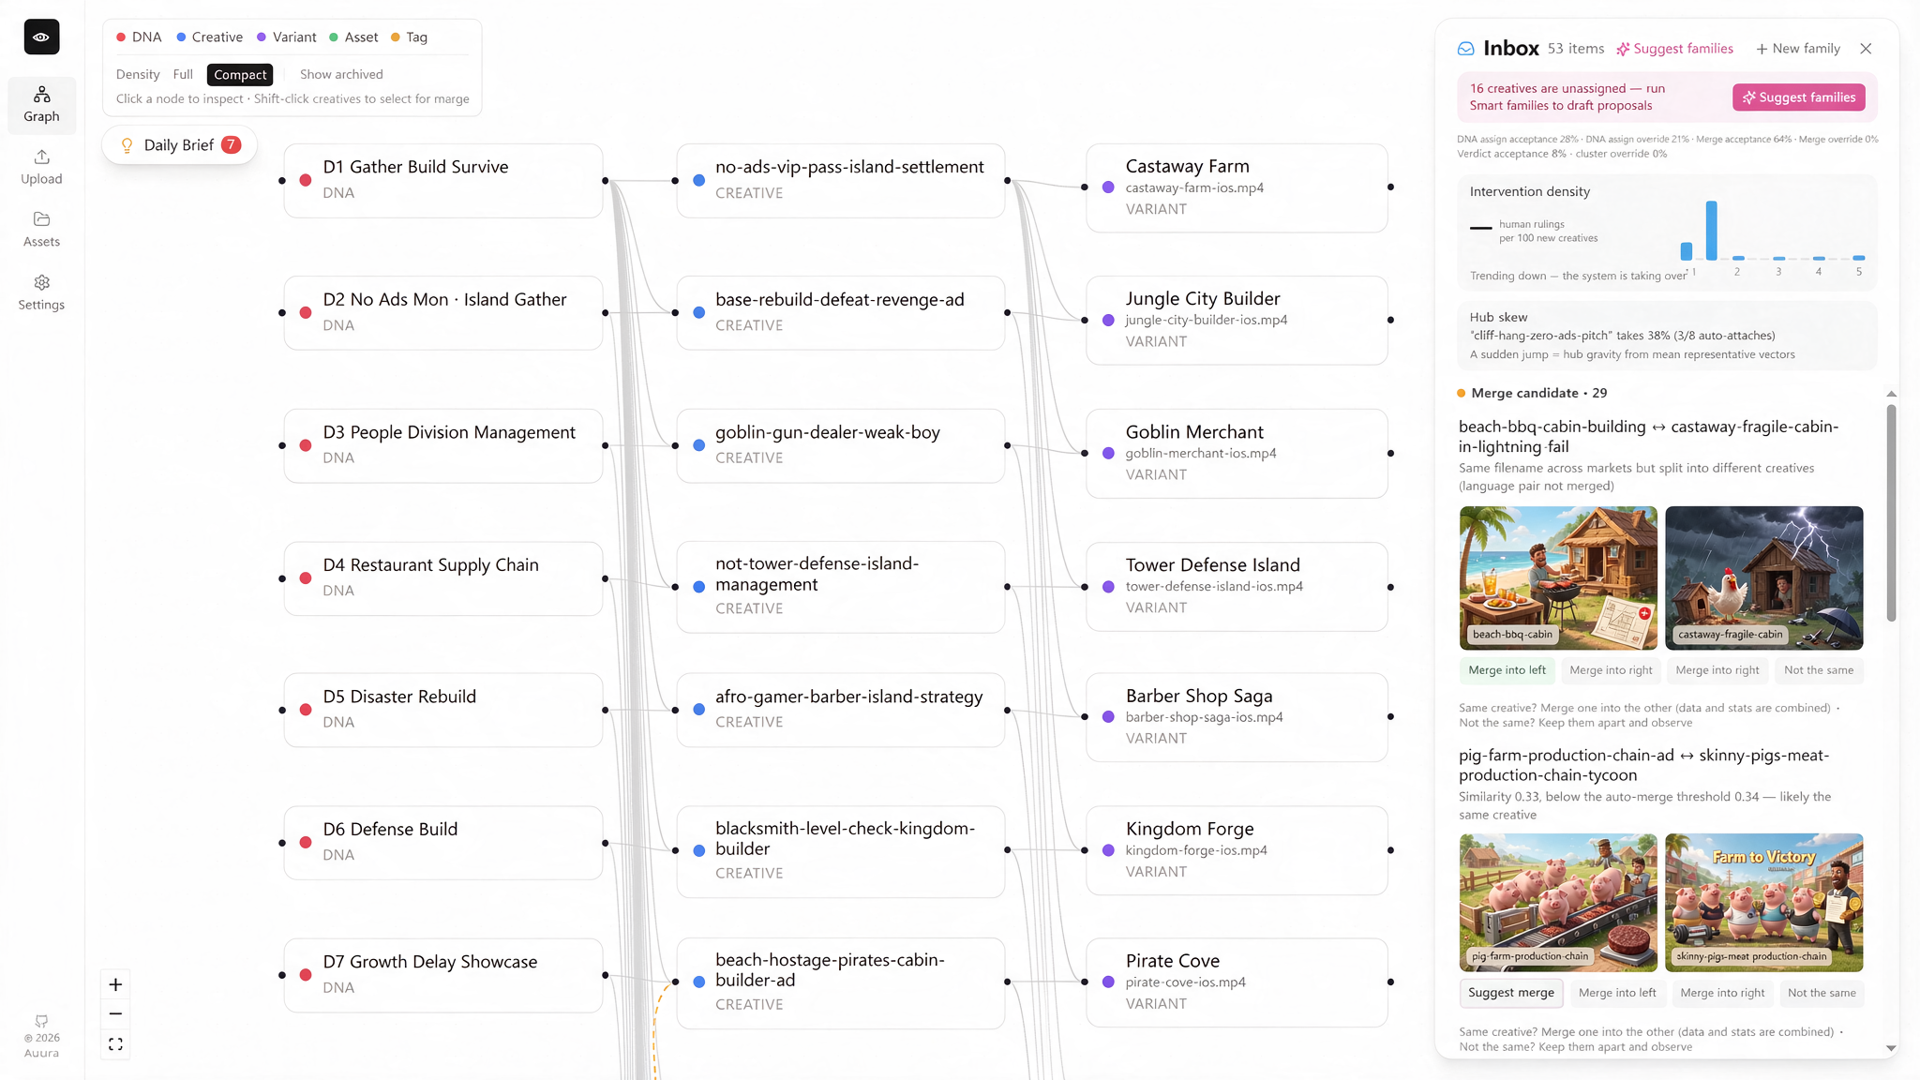 Graph
Upload
Assets
Settings
© 2026
Auura
DNA
Creative
Variant
Asset
Tag
Density
Full
Compact
Show archived
Click a node to inspect · Shift-click creatives to select for marge
Daily Brief
7
D1 Gather Build Survive
DNA
D2 No Ads Mon · Island Gather
DNA
D3 People Division Management
DNA
D4 Restaurant Supply Chain
DNA
D5 Disaster Rebuild
DNA
D6 Defense Build
DNA
D7 Growth Delay Showcase
DNA
no-ads-vip-pass-island-settlement
CREATIVE
base-rebuild-defeat-revenge-ad
CREATIVE
goblin-gun-dealer-weak-boy
CREATIVE
not-tower-defense-island-
management
CREATIVE
afro-gamer-barber-island-strategy
CREATIVE
blacksmith-level-check-kingdom-
builder
CREATIVE
beach-hostage-pirates-cabin-
builder-ad
CREATIVE
Castaway Farm
castaway-farm-ios.mp4
VARIANT
Jungle City Builder
jungle-city-builder-ios.mp4
VARIANT
Goblin Merchant
goblin-merchant-ios.mp4
VARIANT
Tower Defense Island
tower-defense-island-ios.mp4
VARIANT
Barber Shop Saga
barber-shop-saga-ios.mp4
VARIANT
Kingdom Forge
kingdom-forge-ios.mp4
VARIANT
Pirate Cove
pirate-cove-ios.mp4
VARIANT
Inbox
53 items
Suggest families
+ New family
16 creatives are unassigned — run
Smart families to draft proposals
Suggest families
DNA assign acceptance 28% · DNA assign override 21% · Merge acceptance 64% · Merge override 0%
Verdict acceptance 8% · cluster override 0%
Intervention density
human rulings
per 100 new creatives
Trending down — the system is taking over
1 2 3 4 5
Hub skew
"cliff-hang-zero-ads-pitch" takes 38% (3/8 auto-attaches)
A sudden jump = hub gravity from mean representative vectors
Merge candidate • 29
beach-bbq-cabin-building ↔ castaway-fragile-cabin-
in-lightning-fail
Same filename across markets but split into different creatives
(language pair not merged)
beach-bbq-cabin
castaway-fragile-cabin
Merge into left
Merge into right
Merge into right
Not the same
Same creative? Merge one into the other (data and stats are combined) •
Not the same? Keep them apart and observe
pig-farm-production-chain-ad ↔ skinny-pigs-meat-
production-chain-tycoon
Similarity 0.33, below the auto-merge threshold 0.34 — likely the
same creative
pig-farm-production-chain
Farm to Victory
skinny-pigs-meat production-chain
Suggest merge
Merge into left
Merge into right
Not the same
Same creative? Merge one into the other (data and stats are combined) •
Not the same? Keep them apart and observe